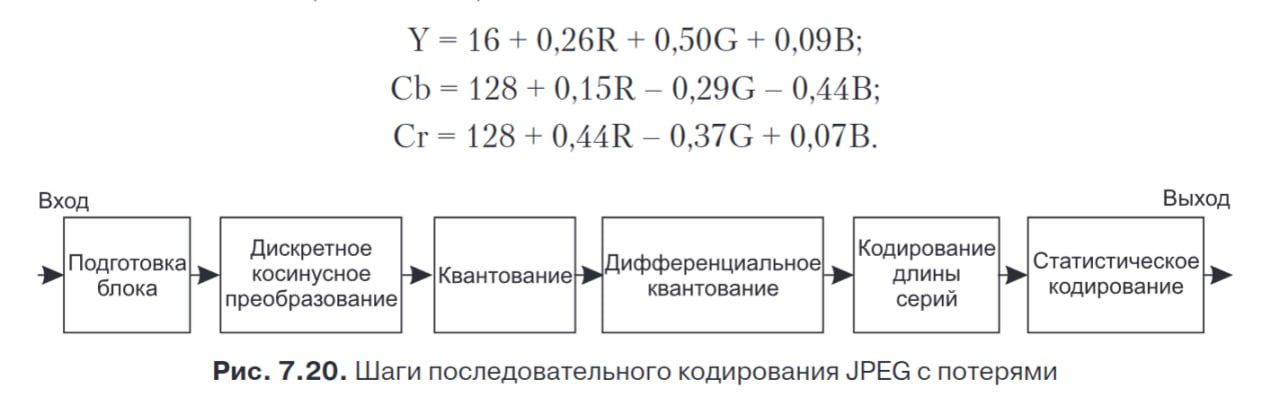 Y = 16 + 0,26R + 0,50G + 0,09B;
Cb = 128 + 0,15R – 0,29G – 0,44B;
Cr = 128 + 0,44R – 0,37G + 0,07B.
Вход
Выход
Подготовка
блока
Дискретное
косинусное
преобразование
Квантование
Дифференциальное
квантование
Кодирование
длины
серий
Статистическое
кодирование
Рис. 7.20. Шаги последовательного кодирования JPEG с потерями